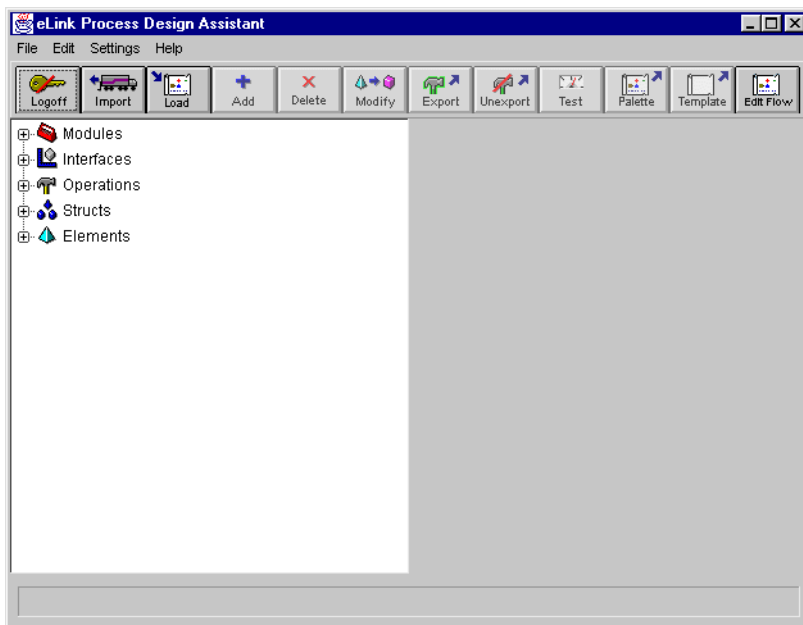 eLink Process Design Assistant
File Edit Settings Help
Logoff Import Load Add Delete Modify Export Unexport Test Palette Template Edit Flow
Modules
Interfaces
Operations
Structs
Elements